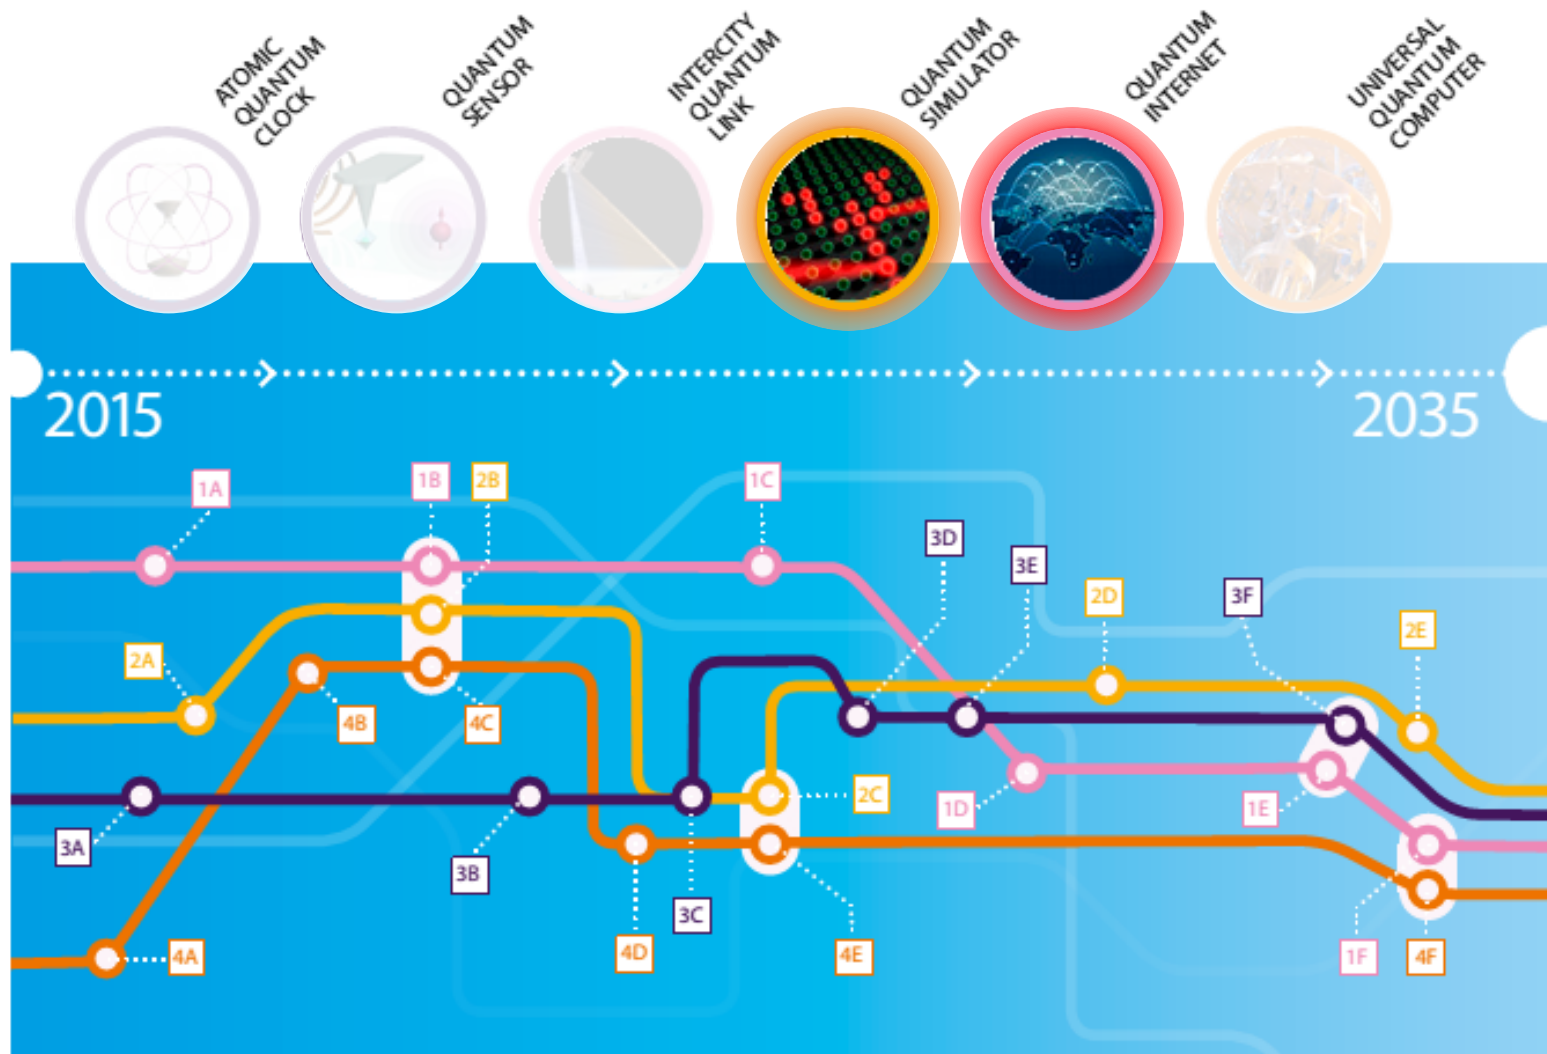 ATOMIC
QUANTUM
CLOCK
QUANTUM
SENSOR
INTERCITY
QUANTUM
LINK
QUANTUM
SIMULATOR
QUANTUM
INTERNET
UNIVERSAL
QUANTUM
COMPUTER
2015
2035
1A
1B
2B
1C
3D
3E
2D
3F
2E
2A
4B
4C
2C
1D
1E
3A
3B
3C
4A
4D
4E
1F
4F